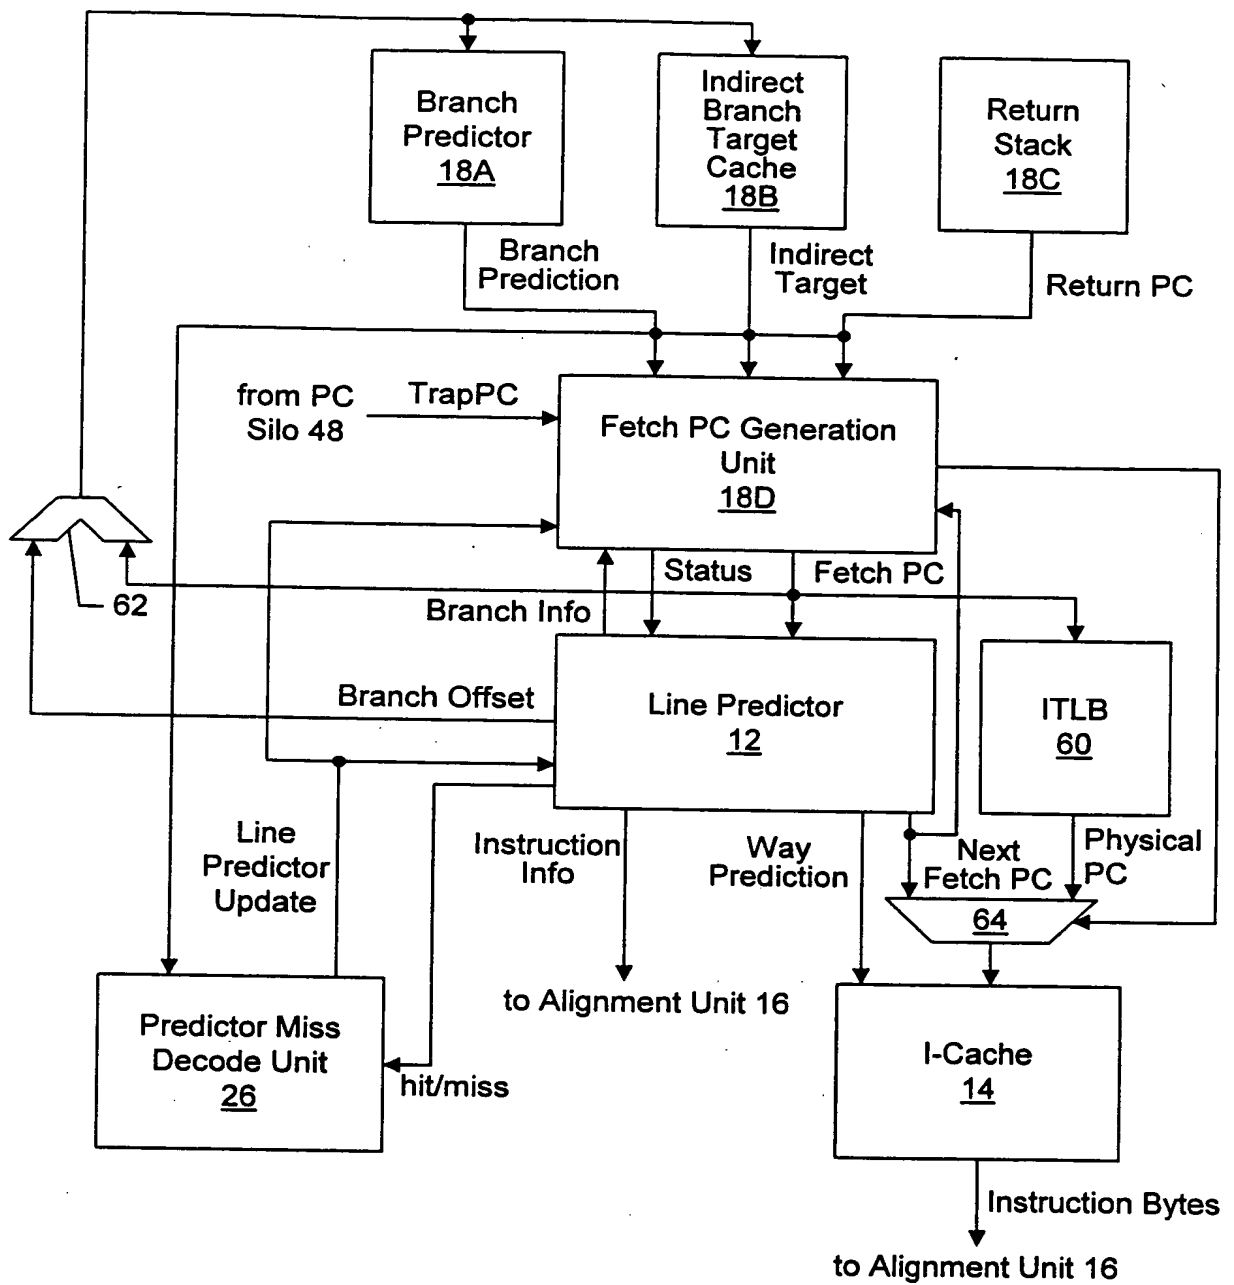 Branch
Predictor
18A
Indirect
Branch
Target
Cache
18B
Return
Stack
18C
Branch
Prediction
Indirect
Target
Return PC
from PC
Silo 48
TrapPC
Fetch PC Generation
Unit
18D
62
Status
Fetch PC
Branch Info
Branch Offset
Line Predictor
12
ITLB
60
Line
Predictor
Update
Instruction
Info
Way
Prediction
Next
Fetch PC
Physical
PC
64
to Alignment Unit 16
Predictor Miss
Decode Unit
26
hit/miss
I-Cache
14
Instruction Bytes
to Alignment Unit 16